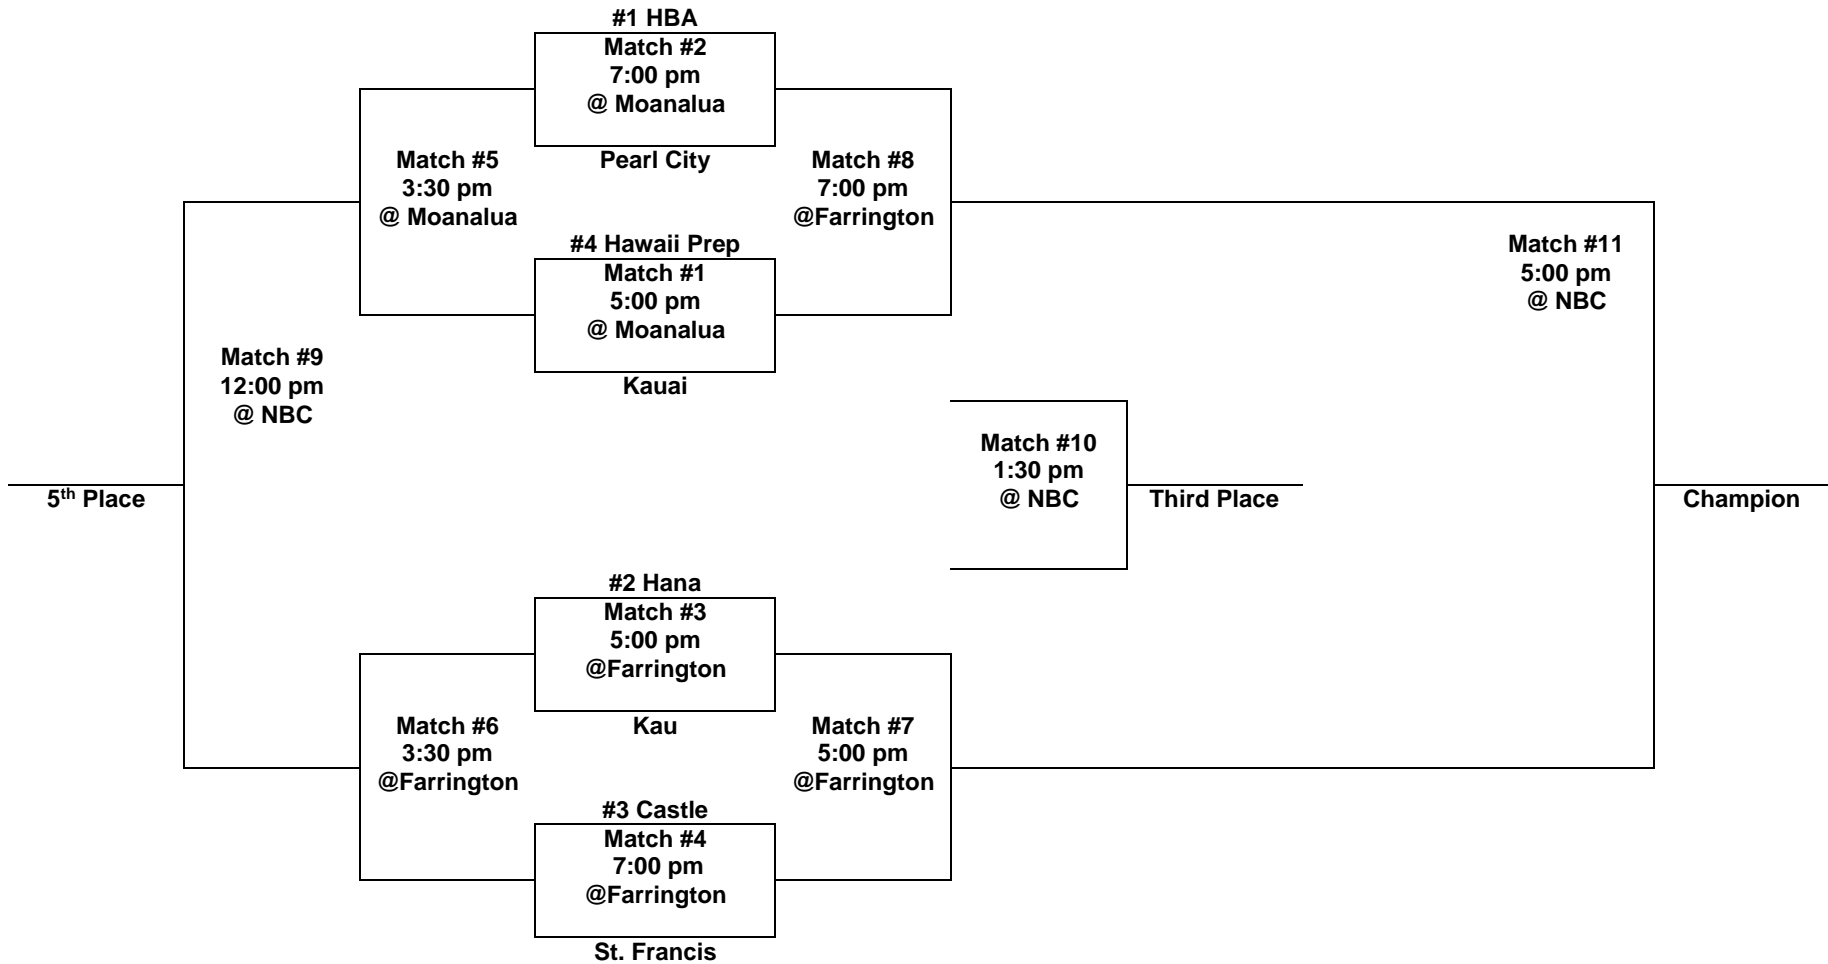 #1 HBA
Match #2
7:00 pm
@ Moanalua
Pearl City
Match #5
3:30 pm
@ Moanalua
Match #8
7:00 pm
@Farrington
#4 Hawaii Prep
Match #1
5:00 pm
@ Moanalua
Kauai
Match #11
5:00 pm
@ NBC
Match #9
12:00 pm
@ NBC
Match #10
1:30 pm
@ NBC
5th Place
Third Place
Champion
#2 Hana
Match #3
5:00 pm
@Farrington
Kau
Match #6
3:30 pm
@Farrington
Match #7
5:00 pm
@Farrington
#3 Castle
Match #4
7:00 pm
@Farrington
St. Francis